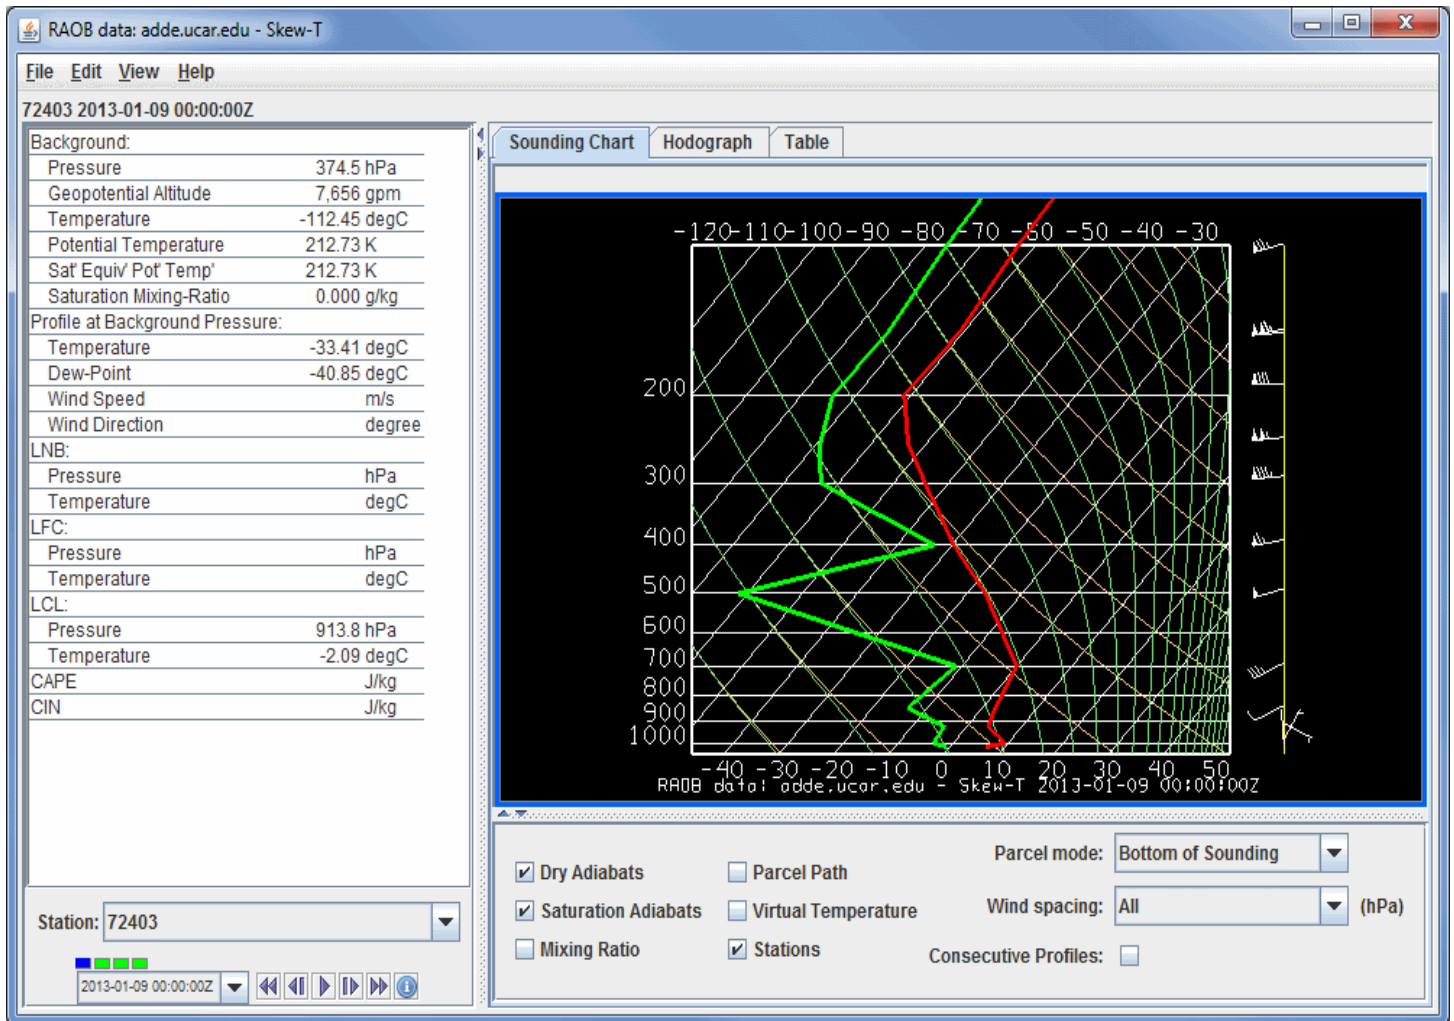 RAOB data: adde.ucar.edu - Skew-T
File Edit View Help
72403 2013-01-09 00:00:00Z
Background:
Pressure 374.5 hPa
Geopotential Altitude 7,656 gpm
Temperature -112.45 degC
Potential Temperature 212.73 K
Sat' Equiv' Pot' Temp' 212.73 K
Saturation Mixing-Ratio 0.000 g/kg
Profile at Background Pressure:
Temperature -33.41 degC
Dew-Point -40.85 degC
Wind Speed m/s
Wind Direction degree
LNB:
Pressure hPa
Temperature degC
LFC:
Pressure hPa
Temperature degC
LCL:
Pressure 913.8 hPa
Temperature -2.09 degC
CAPE J/kg
CIN J/kg
Station: 72403
2013-01-09 00:00:00Z
Sounding Chart Hodograph Table
-120 -110 -100 -90 -80 -70 -60 -50 -40 -30
200
300
400
500
600
700
800
900
1000
-40 -30 -20 -10 0 10 20 30 40 50
RAOB data: adde.ucar.edu - Skew-T 2013-01-09 00:00:00Z
Dry Adiabats Parcel Path Parcel mode: Bottom of Sounding
Saturation Adiabats Virtual Temperature Wind spacing: All (hPa)
Mixing Ratio Stations Consecutive Profiles: